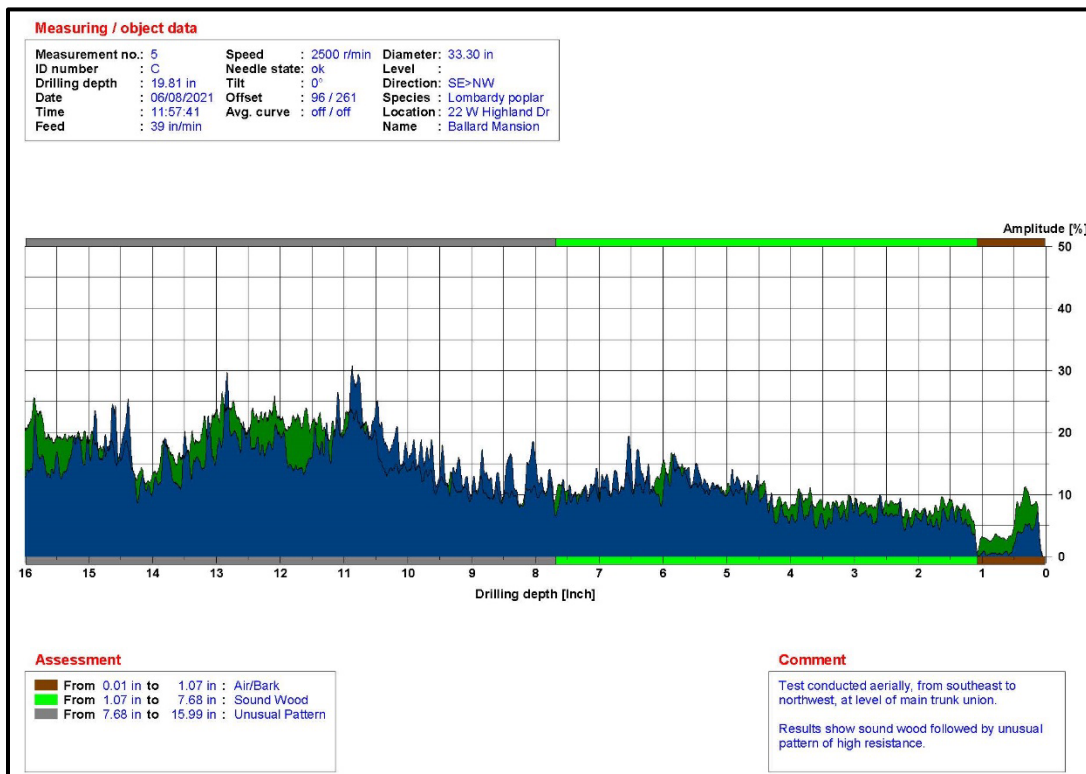 Measuring / object data
Measurement no.: 5 Speed : 2500 r/min Diameter: 33.30 in
ID number : C Needle state: ok Level :
Drilling depth : 19.81 in Tilt : 0° Direction: SE>NW
Date : 06/08/2021 Offset : 96 / 261 Species : Lombardy poplar
Time : 11:57:41 Avg. curve : off / off Location : 22 W Highland Dr
Feed : 39 in/min Name : Ballard Mansion
Amplitude [%]
50
40
30
20
10
0
16 15 14 13 12 11 10 9 8 7 6 5 4 3 2 1 0
Drilling depth [Inch]
Assessment
From 0.01 in to 1.07 in : Air/Bark
From 1.07 in to 7.68 in : Sound Wood
From 7.68 in to 15.99 in : Unusual Pattern
Comment
Test conducted aerially, from southeast to
northwest, at level of main trunk union.
Results show sound wood followed by unusual
pattern of high resistance.